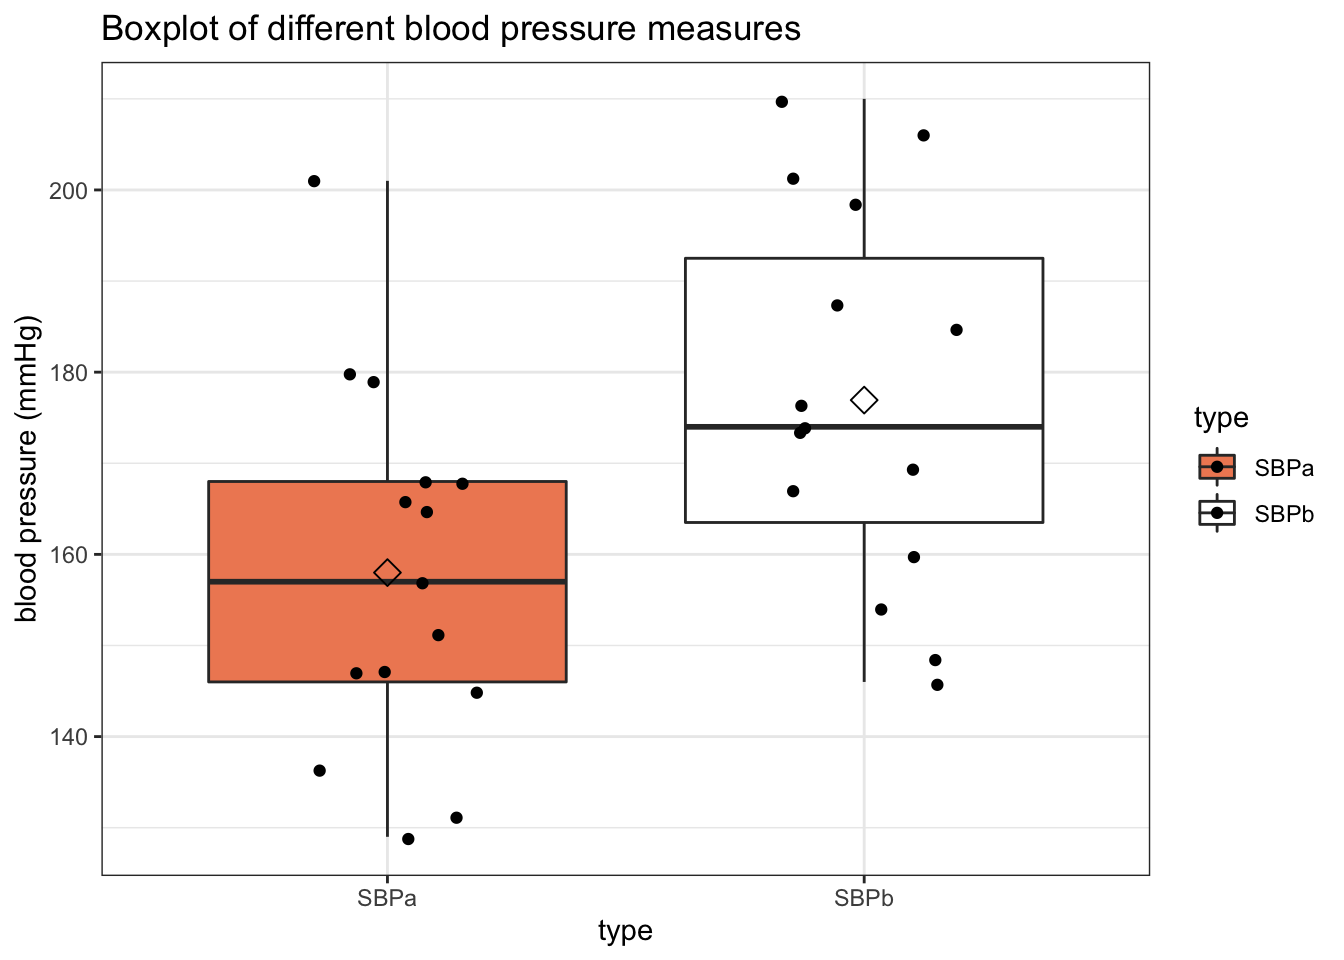 Boxplot of different blood pressure measures
blood pressure (mmHg)
200
180
160
140
SBPa
SBPb
type
type
SBPa
SBPb